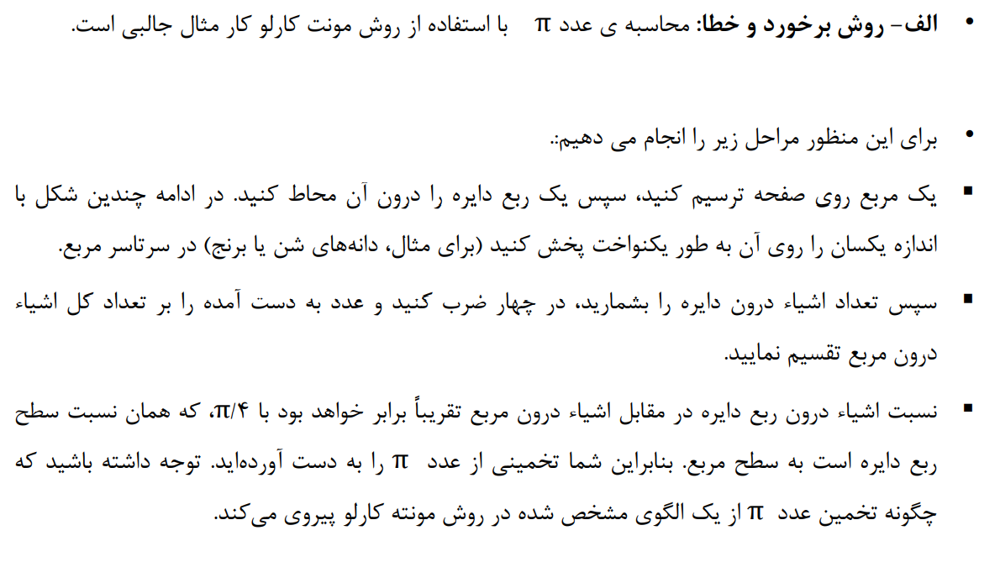 • الف- روش برخورد و خطا: محاسبه ی عدد π با استفاده از روش مونت کارلو کار مثال جالبی است.
• برای این منظور مراحل زیر را انجام می دهیم:.
▪ یک مربع روی صفحه ترسیم کنید، سپس یک ربع دایره را درون آن محاط کنید. در ادامه چندین شکل با
اندازه یکسان را روی آن به طور یکنواخت پخش کنید (برای مثال، دانه‌های شن یا برنج) در سرتاسر مربع.
▪ سپس تعداد اشیاء درون دایره را بشمارید، در چهار ضرب کنید و عدد به دست آمده را بر تعداد کل اشیاء
درون مربع تقسیم نمایید.
▪ نسبت اشیاء درون ربع دایره در مقابل اشیاء درون مربع تقریباً برابر خواهد بود با π/۴، که همان نسبت سطح
ربع دایره است به سطح مربع. بنابراین شما تخمینی از عدد π را به دست آورده‌اید. توجه داشته باشید که
چگونه تخمین عدد π از یک الگوی مشخص شده در روش مونته کارلو پیروی می‌کند.